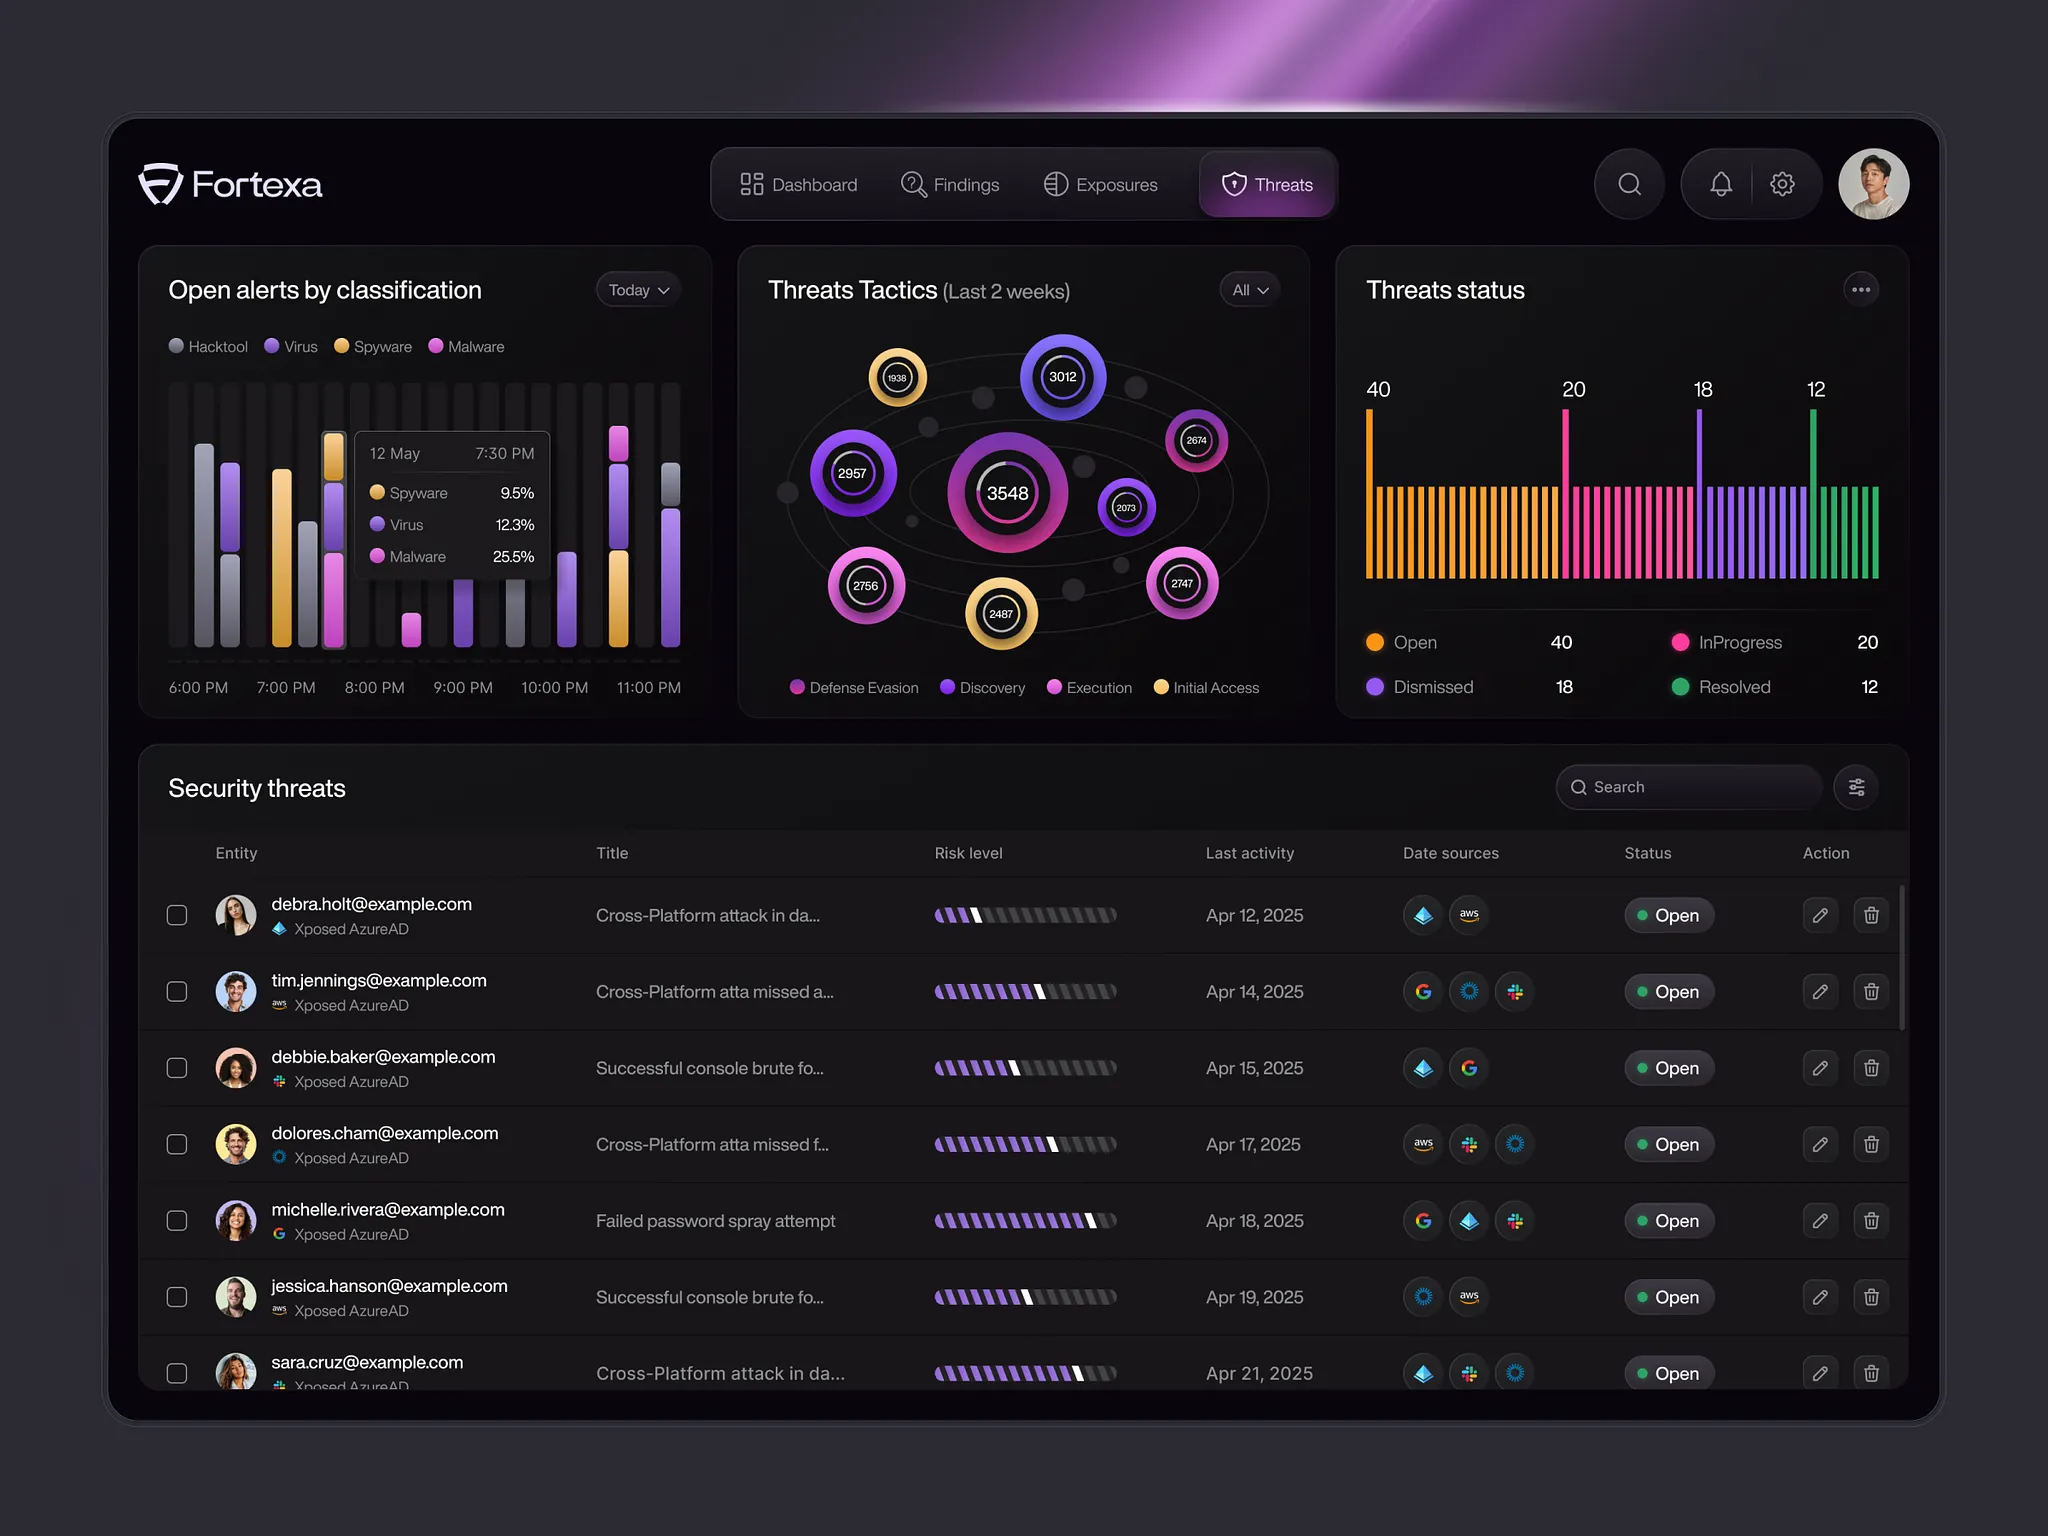 Fortexa
Dashboard
Findings
Exposures
Threats
Open alerts by classification
Today
Hacktool
Virus
Spyware
Malware
12 May 7:30 PM
Spyware 9.5%
Virus 12.3%
Malware 25.5%
6:00 PM
7:00 PM
8:00 PM
9:00 PM
10:00 PM
11:00 PM
Threats Tactics (Last 2 weeks)
All
1938
3012
2674
2957
3548
2073
2756
2487
2747
Defense Evasion
Discovery
Execution
Initial Access
Threats status
40
20
18
12
Open 40
InProgress 20
Dismissed 18
Resolved 12
Security threats
Search
Entity Title Risk level Last activity Date sources Status Action
debra.holt@example.com
Xposed AzureAD
Cross-Platform attack in da...
Apr 12, 2025
aws
Open
tim.jennings@example.com
aws Xposed AzureAD
Cross-Platform atta missed a...
Apr 14, 2025
Open
debbie.baker@example.com
Xposed AzureAD
Successful console brute fo...
Apr 15, 2025
Open
dolores.cham@example.com
Xposed AzureAD
Cross-Platform atta missed f...
Apr 17, 2025
aws
Open
michelle.rivera@example.com
Xposed AzureAD
Failed password spray attempt
Apr 18, 2025
Open
jessica.hanson@example.com
aws Xposed AzureAD
Successful console brute fo...
Apr 19, 2025
aws
Open
sara.cruz@example.com
Xposed AzureAD
Cross-Platform attack in da...
Apr 21, 2025
Open